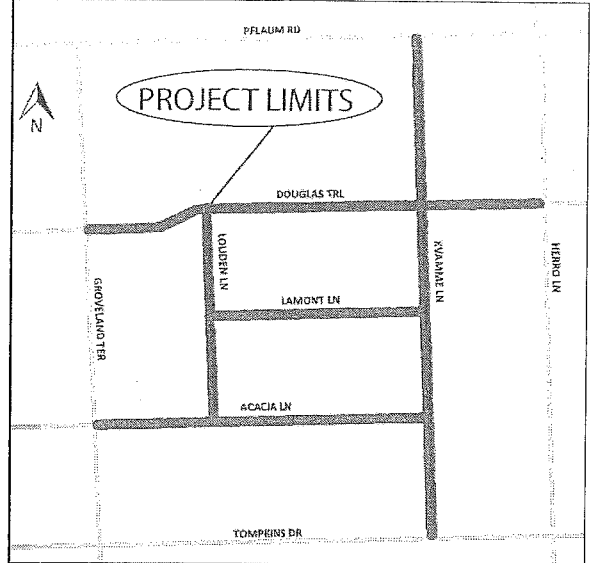 PFLAUM RD
N
PROJECT LIMITS
DOUGLAS TRL
LOUDEN LN
KVAMME LN
HERRO LN
GROVELAND TER
LAMONT LN
ACACIA LN
TOMPKINS DR